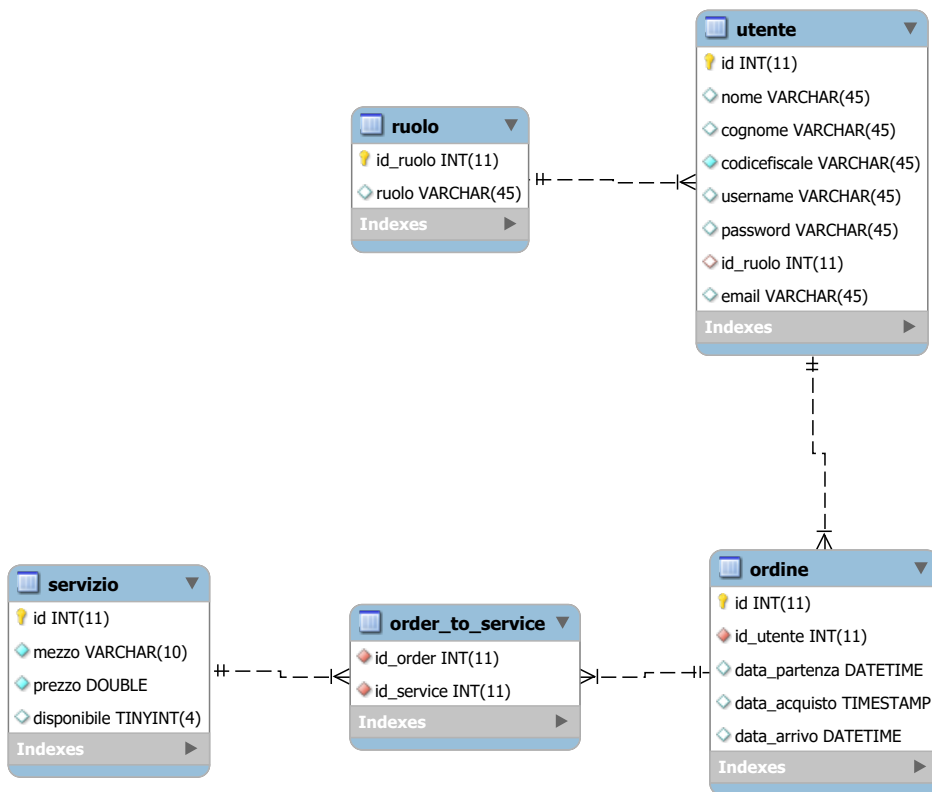 utente
id INT(11)
nome VARCHAR(45)
cognome VARCHAR(45)
codicefiscale VARCHAR(45)
username VARCHAR(45)
password VARCHAR(45)
id_ruolo INT(11)
email VARCHAR(45)
Indexes
ruolo
id_ruolo INT(11)
ruolo VARCHAR(45)
Indexes
servizio
id INT(11)
mezzo VARCHAR(10)
prezzo DOUBLE
disponibile TINYINT(4)
Indexes
order_to_service
id_order INT(11)
id_service INT(11)
Indexes
ordine
id INT(11)
id_utente INT(11)
data_partenza DATETIME
data_acquisto TIMESTAMP
data_arrivo DATETIME
Indexes